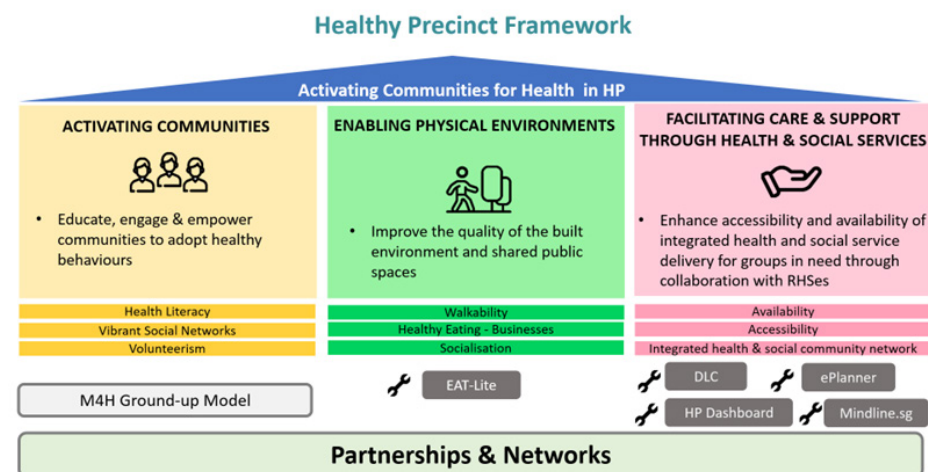 Healthy Precinct Framework
Activating Communities for Health in HP
ACTIVATING COMMUNITIES
• Educate, engage & empower
communities to adopt healthy
behaviours
Health Literacy
Vibrant Social Networks
Volunteerism
M4H Ground-up Model
ENABLING PHYSICAL ENVIRONMENTS
• Improve the quality of the built
environment and shared public
spaces
Walkability
Healthy Eating - Businesses
Socialisation
EAT-Lite
FACILITATING CARE & SUPPORT
THROUGH HEALTH & SOCIAL SERVICES
• Enhance accessibility and availability of
integrated health and social service
delivery for groups in need through
collaboration with RHSes
Availability
Accessibility
Integrated health & social community network
DLC
ePlanner
HP Dashboard
Mindline.sg
Partnerships & Networks